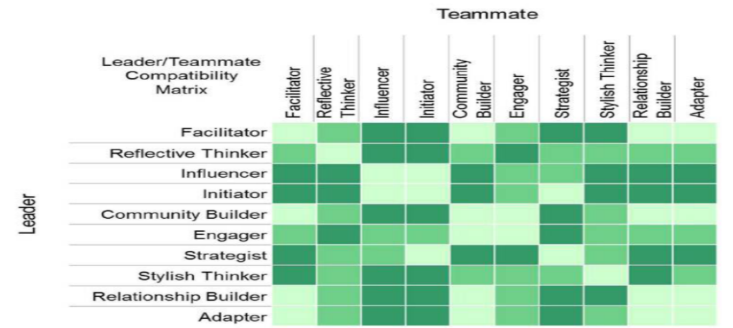 Teammate
Leader/Teammate
Compatibility
Matrix
Facilitator
Reflective
Thinker
Influencer
Initiator
Community
Builder
Engager
Strategist
Stylish Thinker
Relationship
Builder
Adapter
Leader
Facilitator
Reflective Thinker
Influencer
Initiator
Community Builder
Engager
Strategist
Stylish Thinker
Relationship Builder
Adapter